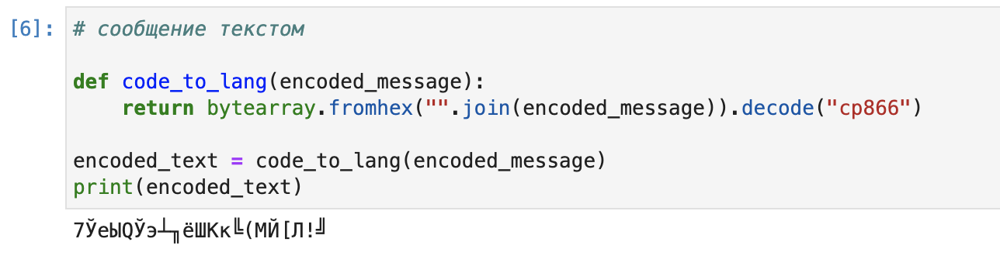 [6]: # сообщение текстом
def code_to_lang(encoded_message):
return bytearray.fromhex("".join(encoded_message)).decode("cp866")
encoded_text = code_to_lang(encoded_message)
print(encoded_text)
7ЎеЫQЎэ┴╖ёШКк╚(МЙ[Л!╝